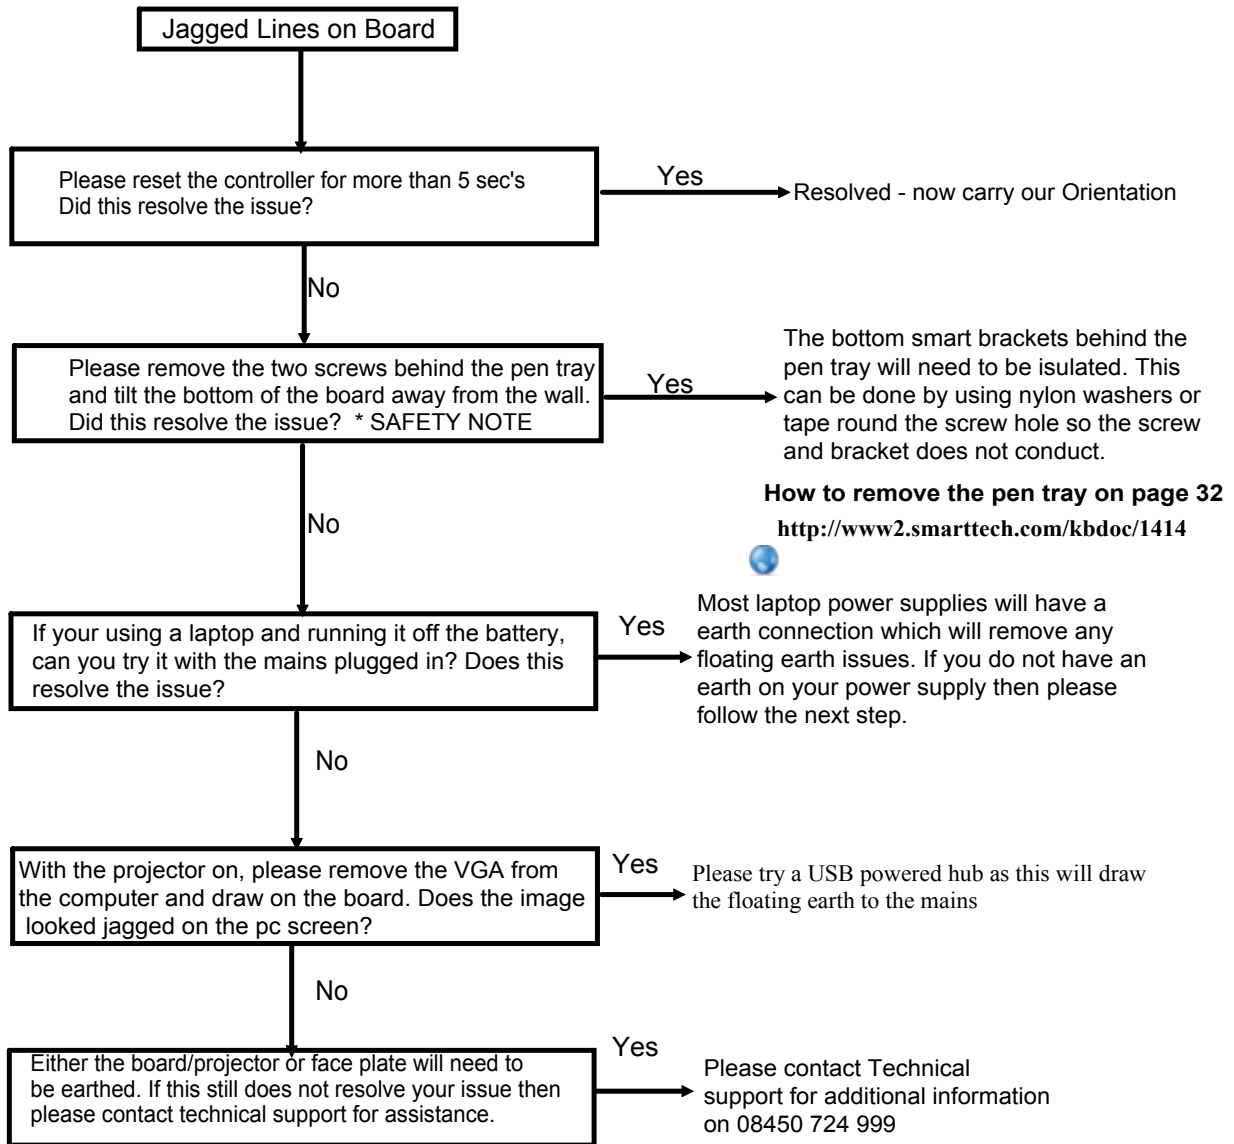 Jagged Lines on Board
Please reset the controller for more than 5 sec's
Did this resolve the issue?
Yes
Resolved - now carry our Orientation
No
Please remove the two screws behind the pen tray
and tilt the bottom of the board away from the wall.
Did this resolve the issue?  * SAFETY NOTE
Yes
The bottom smart brackets behind the
pen tray will need to be isulated. This
can be done by using nylon washers or
tape round the screw hole so the screw
and bracket does not conduct.
How to remove the pen tray on page 32
http://www2.smarttech.com/kbdoc/1414
No
If your using a laptop and running it off the battery,
can you try it with the mains plugged in? Does this
resolve the issue?
Yes
Most laptop power supplies will have a
earth connection which will remove any
floating earth issues. If you do not have an
earth on your power supply then please
follow the next step.
No
With the projector on, please remove the VGA from
the computer and draw on the board. Does the image
looked jagged on the pc screen?
Yes
Please try a USB powered hub as this will draw
the floating earth to the mains
No
Either the board/projector or face plate will need to
be earthed. If this still does not resolve your issue then
please contact technical support for assistance.
Yes
Please contact Technical
support for additional information
on 08450 724 999